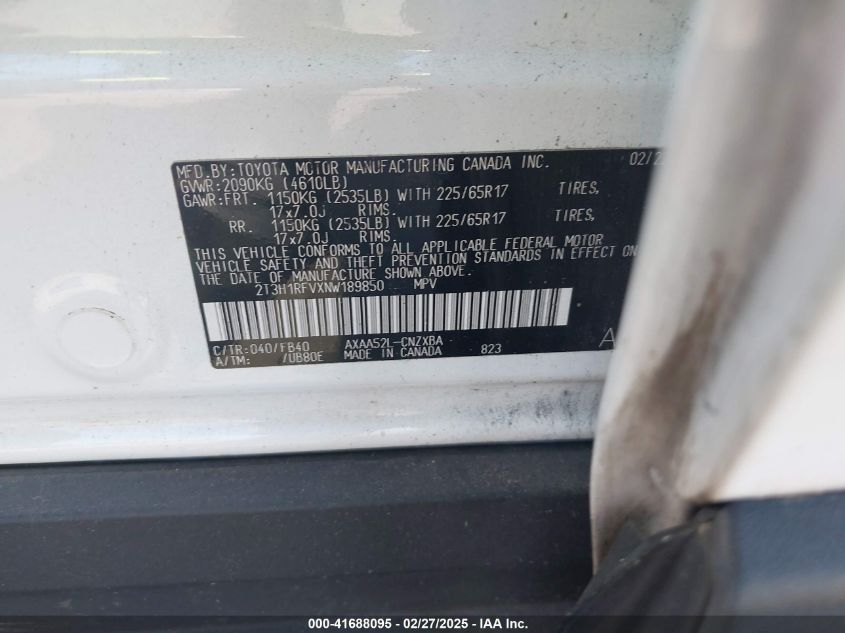 MFD.BY:TOYOTA MOTOR MANUFACTURING CANADA INC. 02/2
GVWR:2090KG (4610LB)
GAWR:FRT. 1150KG (2535LB) WITH 225/65R17 TIRES,
17x7.0J RIMS.
RR. 1150KG (2535LB) WITH 225/65R17 TIRES,
17x7.0J RIMS.
THIS VEHICLE CONFORMS TO ALL APPLICABLE FEDERAL MOTOR
VEHICLE SAFETY AND THEFT PREVENTION STANDARDS IN EFFECT ON
THE DATE OF MANUFACTURE SHOWN ABOVE.
2T3H1RFVXNW189850 MPV
C/TR:040/FB40 AXAA52L-CNZXBA
A/TM: /UB80E MADE IN CANADA 823
A
000-41688095 - 02/27/2025 - IAA Inc.